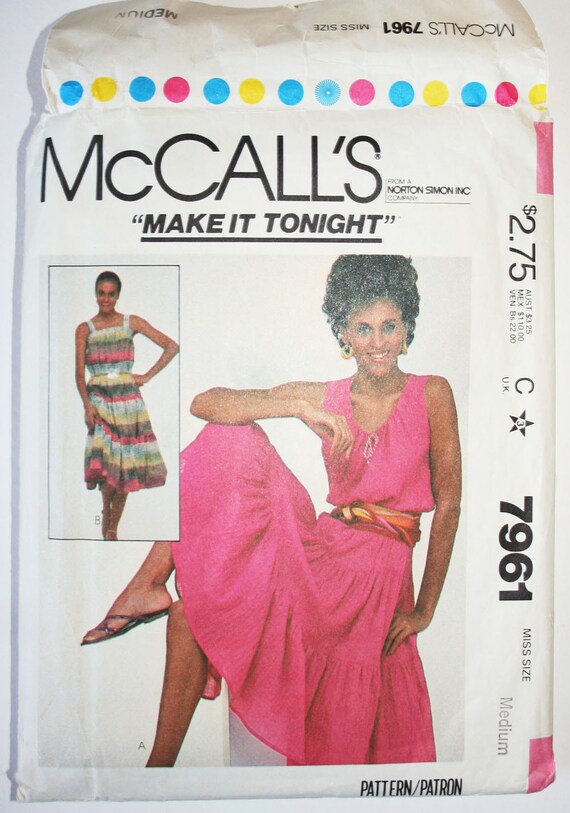 McCALL'S 7961 MISS SIZE MEDIUM
McCALL'S®
FROM A
NORTON SIMON INC
COMPANY
"MAKE IT TONIGHT"
$2.75
AUST $3.25
MEX $110.00
VEN Bs 22.00
C
UK
3
7961
MISS SIZE
Medium
B
A
PATTERN/PATRON